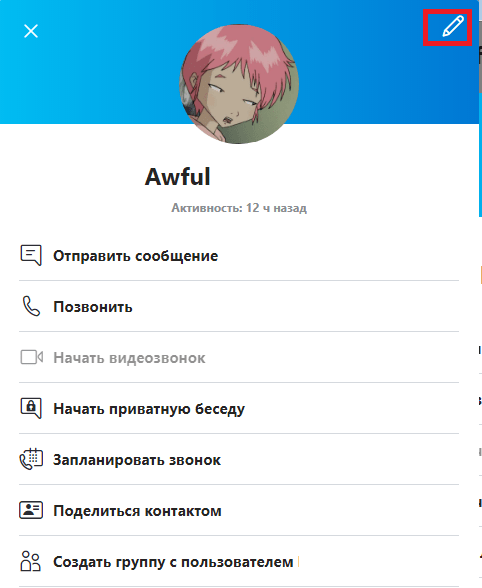 Awful
Активность: 12 ч назад
Отправить сообщение
Позвонить
Начать видеозвонок
Начать приватную беседу
Запланировать звонок
Поделиться контактом
Создать группу с пользователем